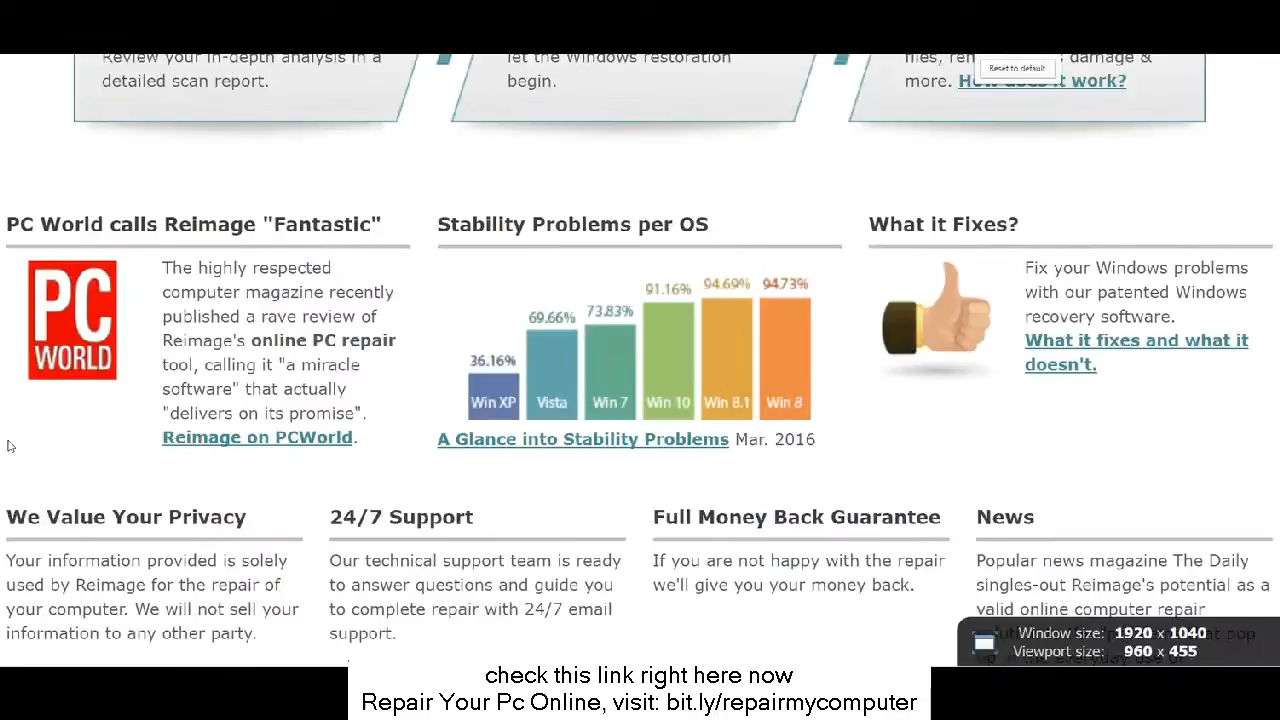 Review your in-depth analysis in a
detailed scan report.
let the Windows restoration
begin.
files, damage &
more. How does it work?
Reset to default
PC World calls Reimage "Fantastic"
PC
WORLD
The highly respected
computer magazine recently
published a rave review of
Reimage's online PC repair
tool, calling it "a miracle
software" that actually
"delivers on its promise".
Reimage on PCWorld.
Stability Problems per OS
36.16% 69.66% 73.83% 91.16% 94.69% 94.73%
Win XP Vista Win 7 Win 10 Win 8.1 Win 8
A Glance into Stability Problems Mar. 2016
What it Fixes?
Fix your Windows problems
with our patented Windows
recovery software.
What it fixes and what it
doesn't.
We Value Your Privacy
Your information provided is solely
used by Reimage for the repair of
your computer. We will not sell your
information to any other party.
24/7 Support
Our technical support team is ready
to answer questions and guide you
to complete repair with 24/7 email
support.
Full Money Back Guarantee
If you are not happy with the repair
we'll give you your money back.
News
Popular news magazine The Daily
singles-out Reimage's potential as a
valid online computer repair
Window size: 1920 x 1040
Viewport size: 960 x 455
check this link right here now
Repair Your Pc Online, visit: bit.ly/repairmycomputer